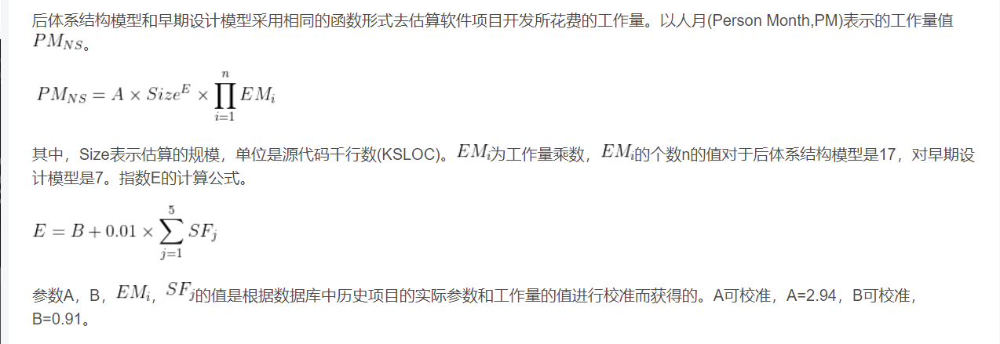 后体系结构模型和早期设计模型采用相同的函数形式去估算软件项目开发所花费的工作量。以人月(Person Month,PM)表示的工作量值
PM_{NS}。
PM_{NS} = A × Size^{E} × \prod_{i=1}^{n} EM_{i}
其中，Size表示估算的规模，单位是源代码千行数(KSLOC)。EM_{i}为工作量乘数，EM_{i}的个数n的值对于后体系结构模型是17，对早期设
计模型是7。指数E的计算公式。
E = B + 0.01 × \sum_{j=1}^{5} SF_{j}
参数A，B，EM_{i}，SF_{j}的值是根据数据库中历史项目的实际参数和工作量的值进行校准而获得的。A可校准，A=2.94，B可校准，
B=0.91。